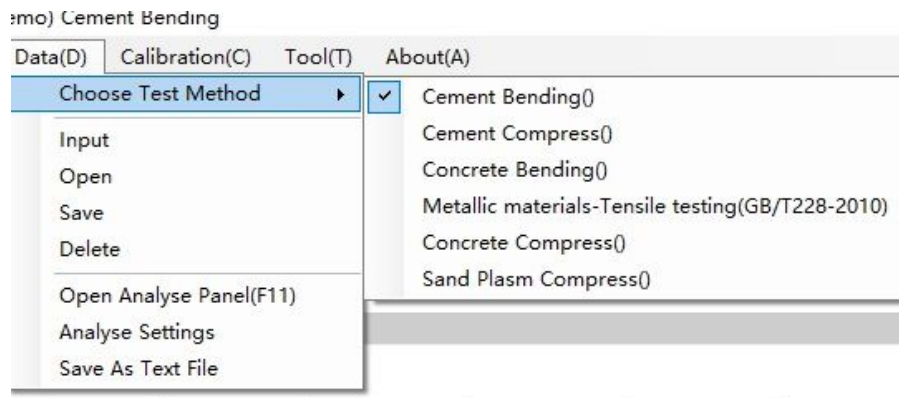 emo) Cement Bending
Data(D) Calibration(C) Tool(T) About(A)
Choose Test Method
Input
Open
Save
Delete
Open Analyse Panel(F11)
Analyse Settings
Save As Text File
Cement Bending()
Cement Compress()
Concrete Bending()
Metallic materials-Tensile testing(GB/T228-2010)
Concrete Compress()
Sand Plasm Compress()